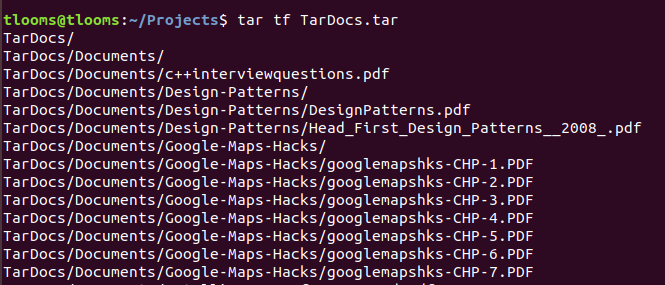 tlooms@tlooms:~/Projects$ tar tf TarDocs.tar
TarDocs/
TarDocs/Documents/
TarDocs/Documents/c++interviewquestions.pdf
TarDocs/Documents/Design-Patterns/
TarDocs/Documents/Design-Patterns/DesignPatterns.pdf
TarDocs/Documents/Design-Patterns/Head_First_Design_Patterns__2008_.pdf
TarDocs/Documents/Google-Maps-Hacks/
TarDocs/Documents/Google-Maps-Hacks/googlemapshks-CHP-1.PDF
TarDocs/Documents/Google-Maps-Hacks/googlemapshks-CHP-2.PDF
TarDocs/Documents/Google-Maps-Hacks/googlemapshks-CHP-3.PDF
TarDocs/Documents/Google-Maps-Hacks/googlemapshks-CHP-4.PDF
TarDocs/Documents/Google-Maps-Hacks/googlemapshks-CHP-5.PDF
TarDocs/Documents/Google-Maps-Hacks/googlemapshks-CHP-6.PDF
TarDocs/Documents/Google-Maps-Hacks/googlemapshks-CHP-7.PDF